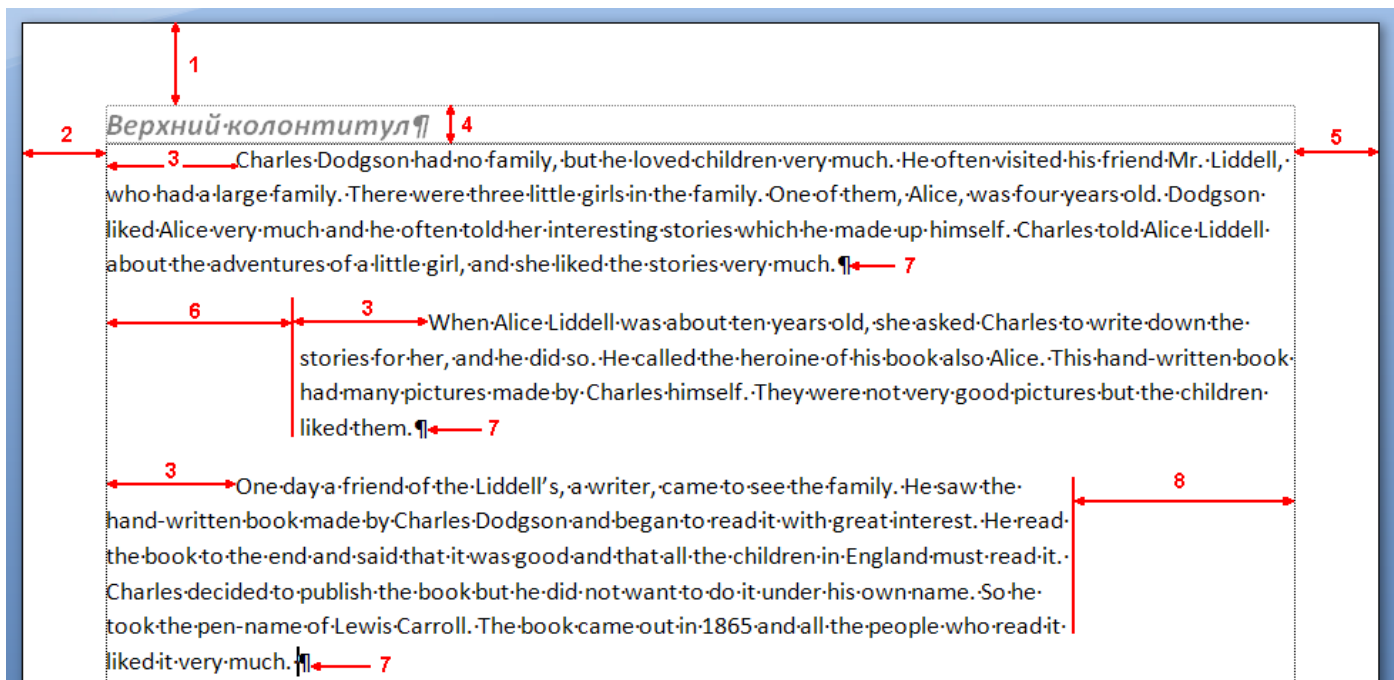 1
Верхний·колонтитул¶ 4
2 5
3 Charles·Dodgson·had·no·family,·but·he·loved·children·very·much.·He·often·visited·his·friend·Mr.·Liddell,·
who·had·a·large·family.·There·were·three·little·girls·in·the·family.·One·of·them,·Alice,·was·four·years·old.·Dodgson·
liked·Alice·very·much·and·he·often·told·her·interesting·stories·which·he·made·up·himself.·Charles·told·Alice·Liddell·
about·the·adventures·of·a·little·girl,·and·she·liked·the·stories·very·much.¶ 7
6 3
When·Alice·Liddell·was·about·ten·years·old,·she·asked·Charles·to·write·down·the·
stories·for·her,·and·he·did·so.·He·called·the·heroine·of·his·book·also·Alice.·This·hand-written·book·
had·many·pictures·made·by·Charles·himself.·They·were·not·very·good·pictures·but·the·children·
liked·them.¶ 7
3 8
One·day·a·friend·of·the·Liddell’s,·a·writer,·came·to·see·the·family.·He·saw·the·
hand-written·book·made·by·Charles·Dodgson·and·began·to·read·it·with·great·interest.·He·read·
the·book·to·the·end·and·said·that·it·was·good·and·that·all·the·children·in·England·must·read·it.·
Charles·decided·to·publish·the·book·but·he·did·not·want·to·do·it·under·his·own·name.·So·he·
took·the·pen-name·of·Lewis·Carroll.·The·book·came·out·in·1865·and·all·the·people·who·read·it·
liked·it·very·much.·¶ 7